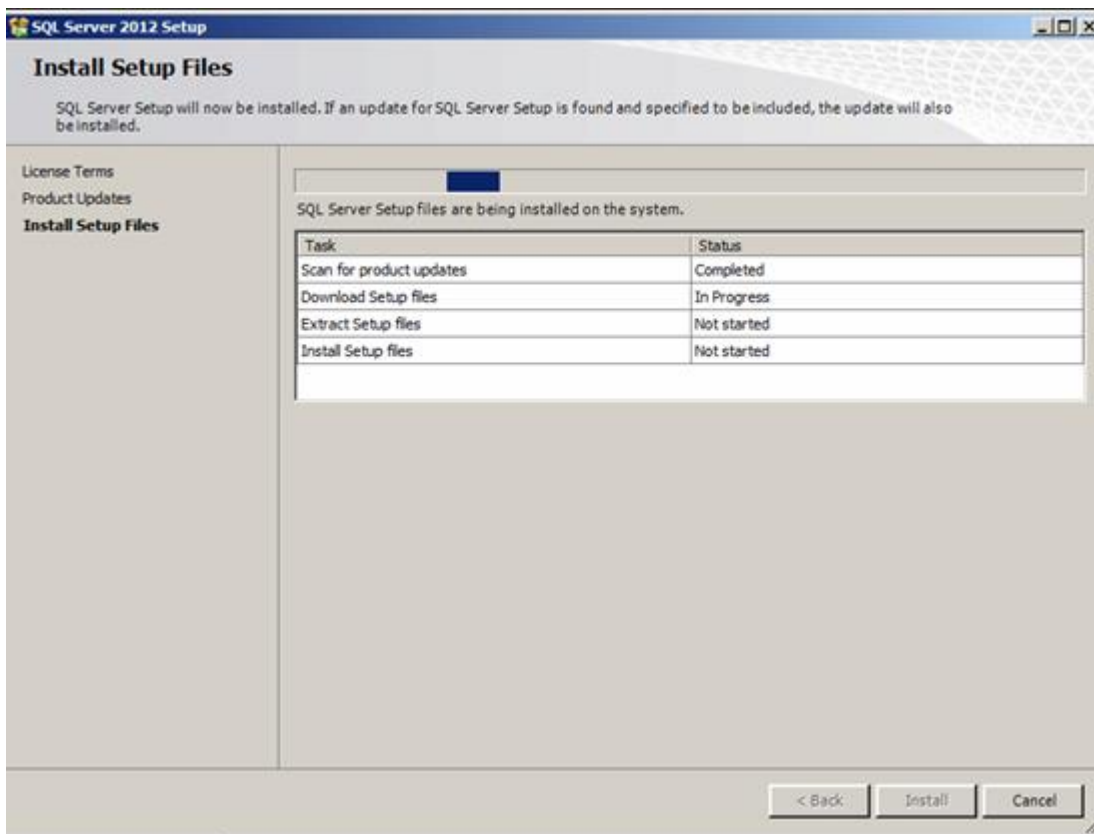 SQL Server 2012 Setup
Install Setup Files
SQL Server Setup will now be installed. If an update for SQL Server Setup is found and specified to be included, the update will also
be installed.
License Terms
Product Updates
Install Setup Files
SQL Server Setup files are being installed on the system.
Task Status
Scan for product updates Completed
Download Setup files In Progress
Extract Setup files Not started
Install Setup files Not started
< Back Install Cancel